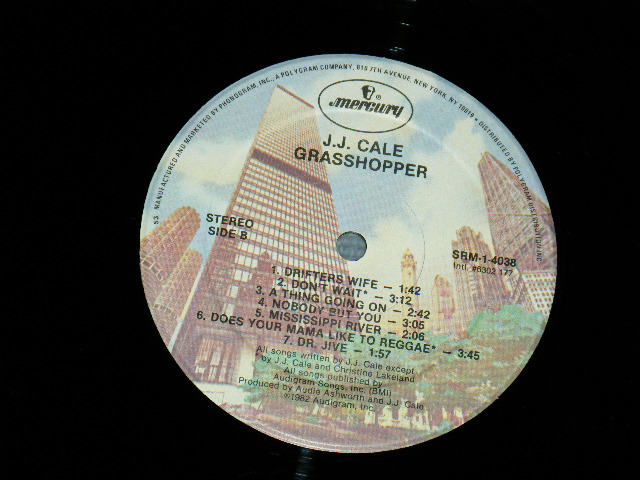 53 · MANUFACTURED AND MARKETED BY PHONOGRAM, INC., A POLYGRAM COMPANY, 810 7TH AVENUE, NEW YORK, NY 10019 • DISTRIBUTED BY POLYGRAM DISTRIBUTION, INC.
mercury ®
J.J. CALE
GRASSHOPPER
STEREO
SIDE B
SRM-1-4038
Intl. #6302 177
1. DRIFTERS WIFE — 1:42
2. DON'T WAIT* — 3:12
3. A THING GOING ON — 2:42
4. NOBODY BUT YOU — 3:05
5. MISSISSIPPI RIVER — 2:06
6. DOES YOUR MAMA LIKE TO REGGAE* — 3:45
7. DR. JIVE — 1:57
All songs written by J.J. Cale except
*by J.J. Cale and Christine Lakeland
All songs published by
Audigram Songs, Inc. (BMI)
Produced by Audie Ashworth and J.J. Cale
℗1982 Audigram, Inc.